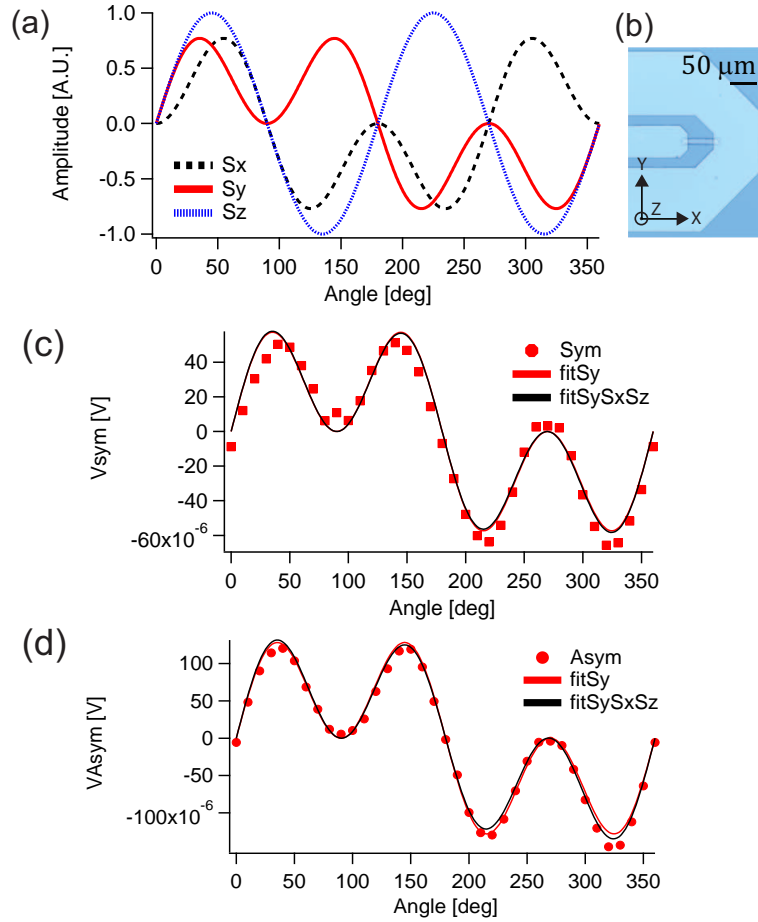 (a)
Amplitude [A.U.]
1.0
0.5
0.0
-0.5
-1.0
Sx
Sy
Sz
0 50 100 150 200 250 300 350
Angle [deg]
(b)
50 μm
Y
Z
X
(c)
Vsym [V]
40
20
0
-20
-40
-60x10⁻⁶
Sym
fitSy
fitSySxSz
0 50 100 150 200 250 300 350
Angle [deg]
(d)
VAsym [V]
100
50
0
-50
-100x10⁻⁶
Asym
fitSy
fitSySxSz
0 50 100 150 200 250 300 350
Angle [deg]